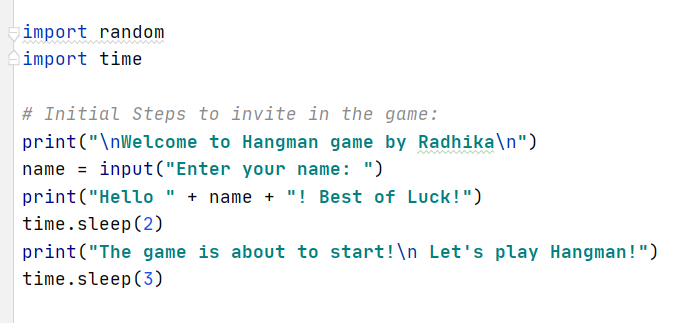 import random
import time
# Initial Steps to invite in the game:
print("\nWelcome to Hangman game by Radhika\n")
name = input("Enter your name: ")
print("Hello " + name + "! Best of Luck!")
time.sleep(2)
print("The game is about to start!\n Let's play Hangman!")
time.sleep(3)